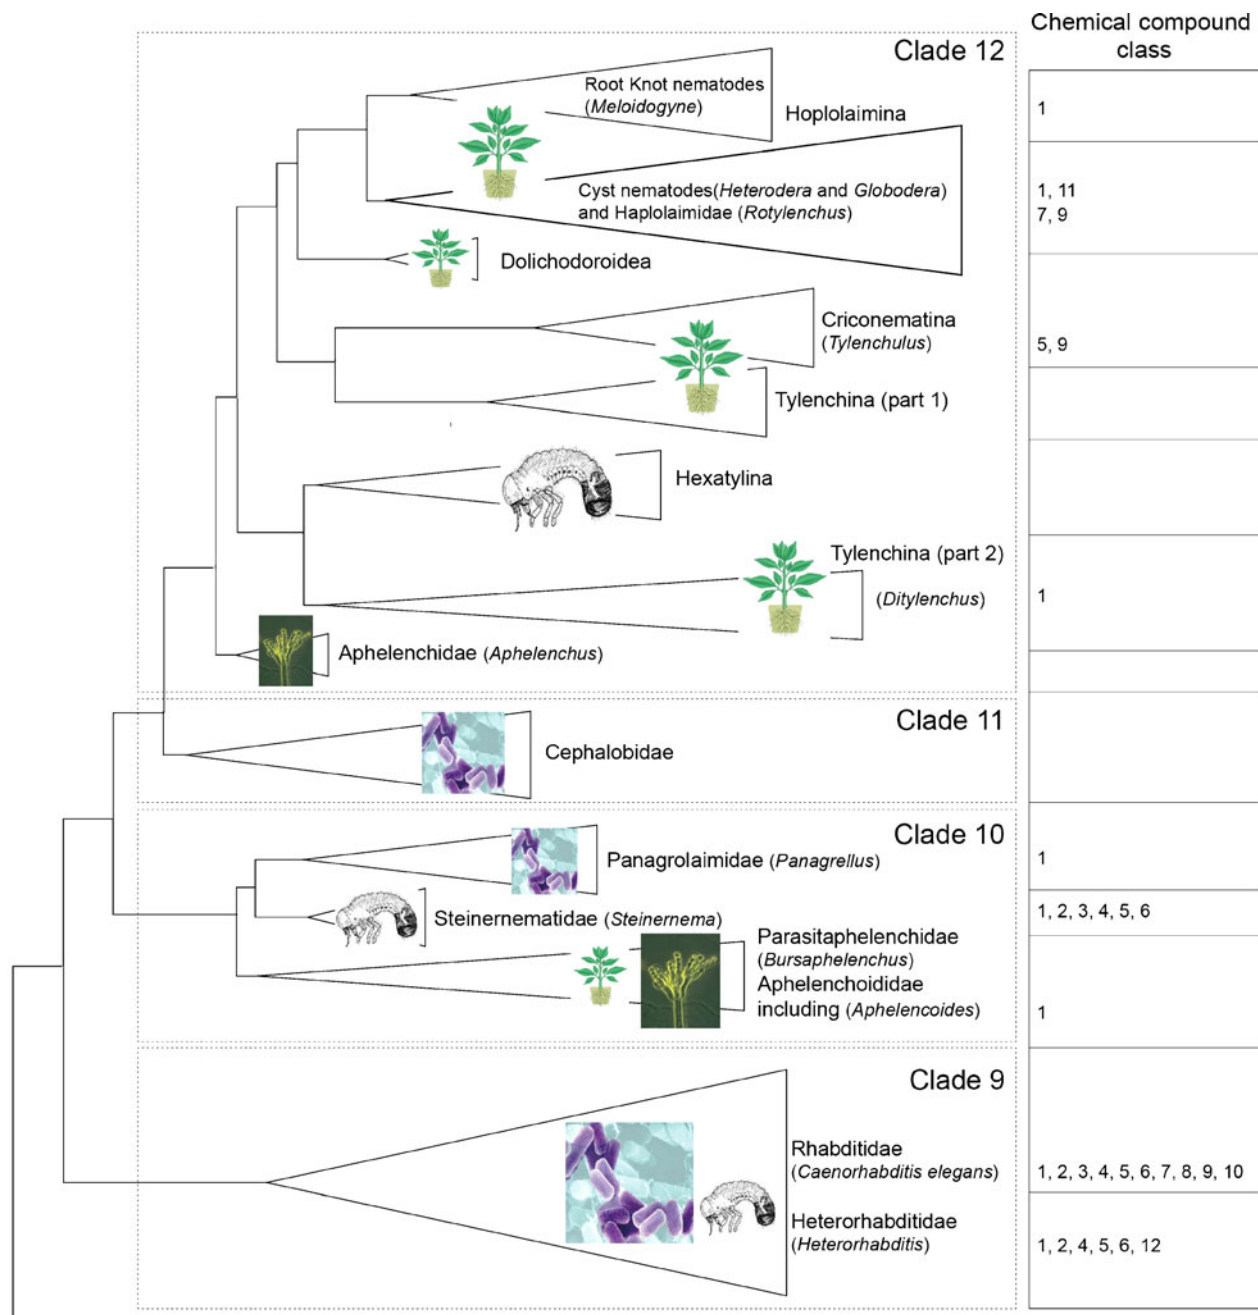 Chemical compound
class
Clade 12
Root Knot nematodes
(Meloidogyne)
Hoplolaimina
1
Cyst nematodes(Heterodera and Globodera)
and Haplolaimidae (Rotylenchus)
1, 11
7, 9
Dolichodoroidea
Criconematina
(Tylenchulus)
5, 9
Tylenchina (part 1)
Hexatylina
Tylenchina (part 2)
(Ditylenchus)
1
Aphelenchidae (Aphelenchus)
Clade 11
Cephalobidae
Clade 10
Panagrolaimidae (Panagrellus)
1
Steinernematidae (Steinernema)
1, 2, 3, 4, 5, 6
Parasitaphelenchidae
(Bursaphelenchus)
Aphelenchoididae
including (Aphelencoides)
1
Clade 9
Rhabditidae
(Caenorhabditis elegans)
1, 2, 3, 4, 5, 6, 7, 8, 9, 10
Heterorhabditidae
(Heterorhabditis)
1, 2, 4, 5, 6, 12